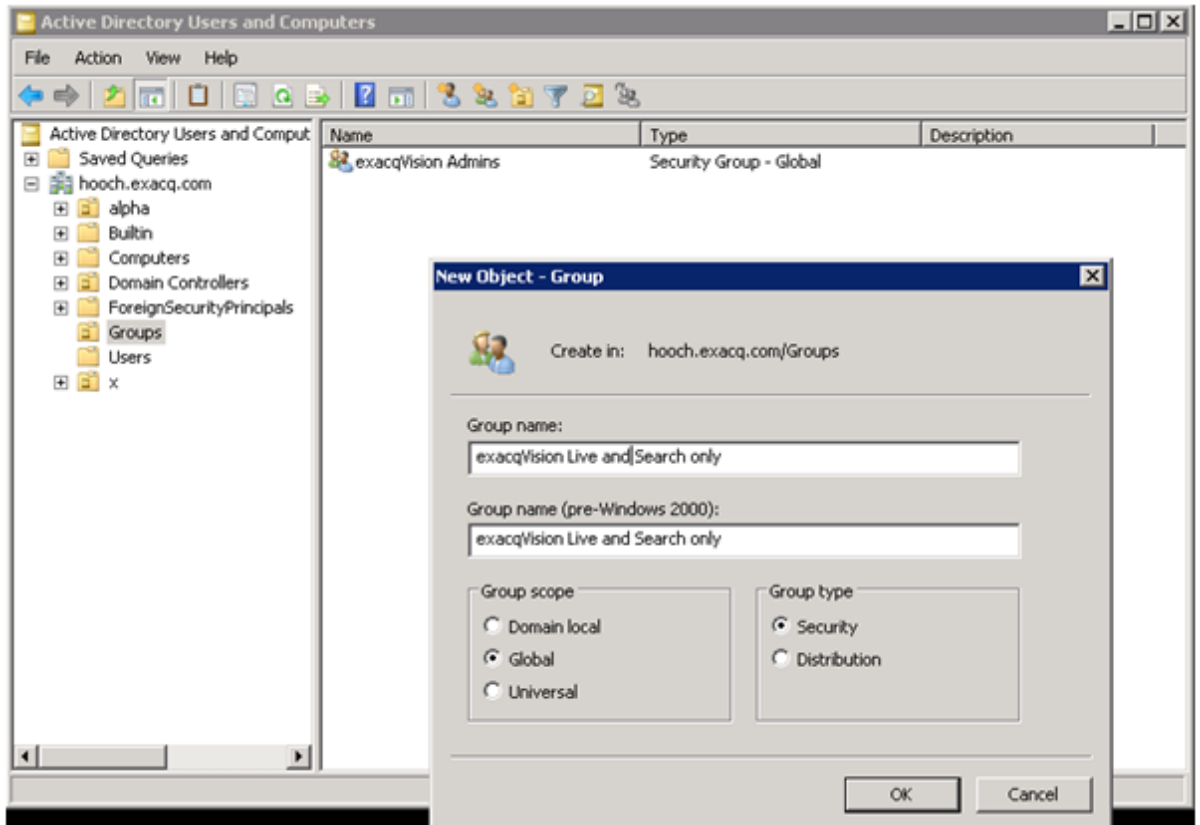 Active Directory Users and Computers
File Action View Help
Active Directory Users and Comput
Saved Queries
hooch.exacq.com
alpha
Builtin
Computers
Domain Controllers
ForeignSecurityPrincipals
Groups
Users
x
Name Type Description
exacqVision Admins Security Group - Global
New Object - Group
Create in: hooch.exacq.com/Groups
Group name:
exacqVision Live and Search only
Group name (pre-Windows 2000):
exacqVision Live and Search only
Group scope
Domain local
Global
Universal
Group type
Security
Distribution
OK Cancel